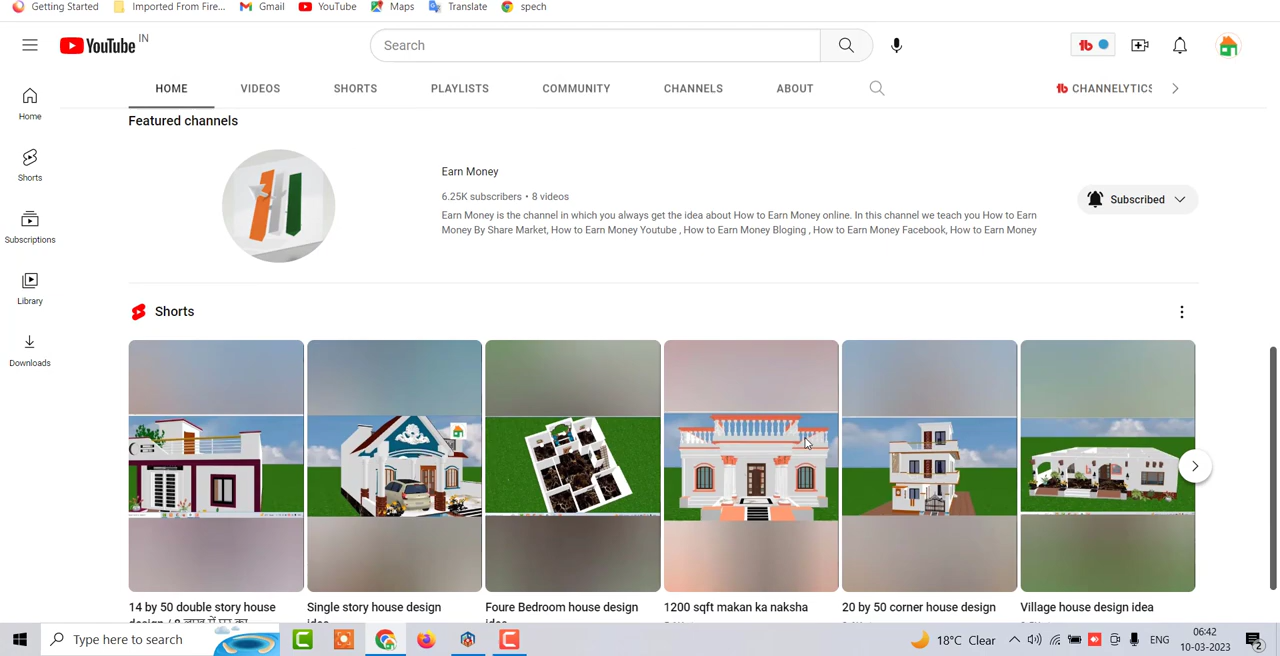 Getting Started Imported From Fire... Gmail YouTube Maps Translate spech
YouTube IN Search
HOME VIDEOS SHORTS PLAYLISTS COMMUNITY CHANNELS ABOUT CHANNELYTICS
Home
Shorts
Subscriptions
Library
Downloads
Featured channels
Earn Money
6.25K subscribers • 8 videos
Earn Money is the channel in which you always get the idea about How to Earn Money online. In this channel we teach you How to Earn
Money By Share Market, How to Earn Money Youtube , How to Earn Money Bloging , How to Earn Money Facebook, How to Earn Money
Subscribed
Shorts
14 by 50 double story house
Single story house design
idea
Foure Bedroom house design
idea
1200 sqft makan ka naksha
20 by 50 corner house design
Village house design idea
Type here to search
18°C Clear ENG 06:42
10-03-2023
2